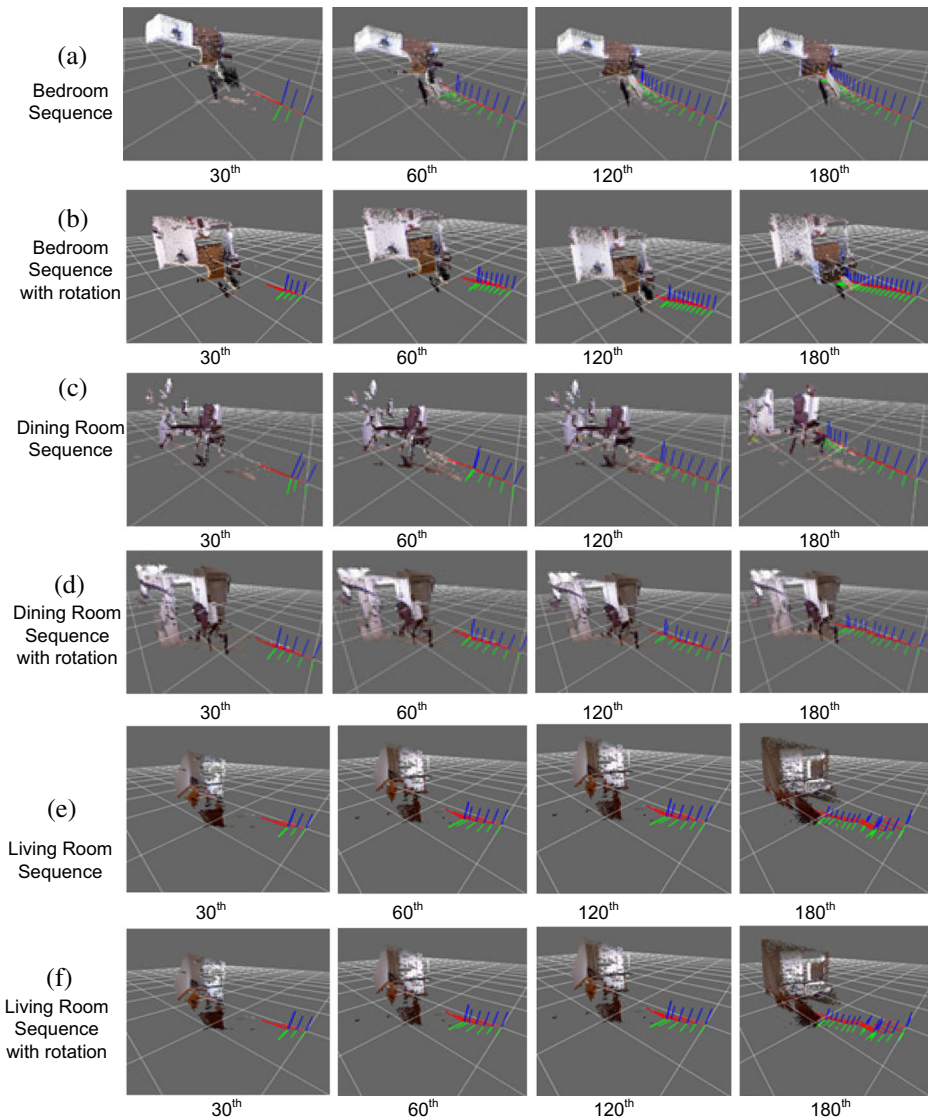 (a)
Bedroom
Sequence
30th 60th 120th 180th
(b)
Bedroom
Sequence
with rotation
30th 60th 120th 180th
(c)
Dining Room
Sequence
30th 60th 120th 180th
(d)
Dining Room
Sequence
with rotation
30th 60th 120th 180th
(e)
Living Room
Sequence
30th 60th 120th 180th
(f)
Living Room
Sequence
with rotation
30th 60th 120th 180th